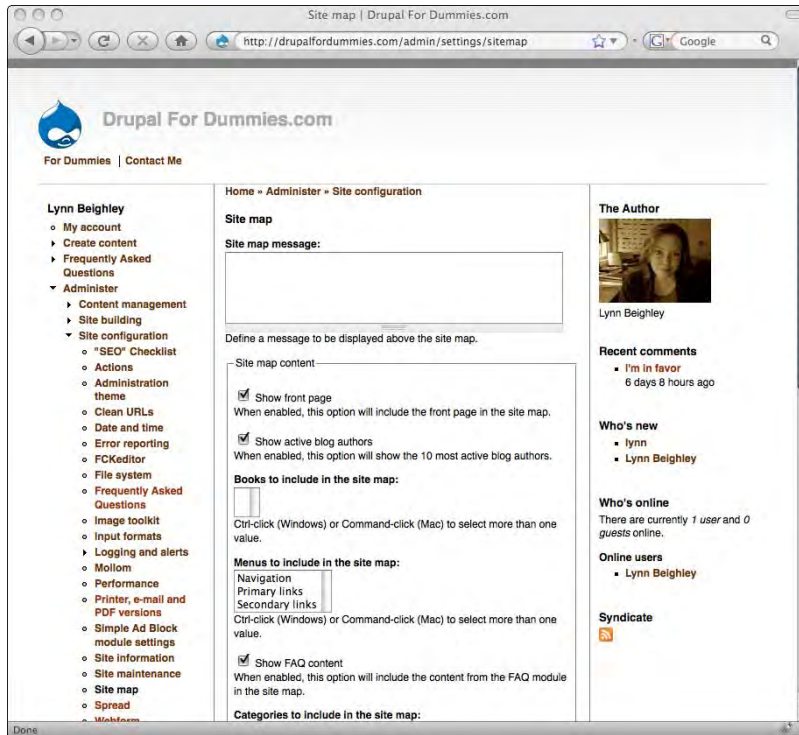 Site map | Drupal For Dummies.com
http://drupalfordummies.com/admin/settings/sitemap
Google
Drupal For Dummies.com
For Dummies | Contact Me
Lynn Beighley
My account
Create content
Frequently Asked
Questions
Administer
Content management
Site building
Site configuration
"SEO" Checklist
Actions
Administration
theme
Clean URLs
Date and time
Error reporting
FCKeditor
File system
Frequently Asked
Questions
Image toolkit
Input formats
Logging and alerts
Mollom
Performance
Printer, e-mail and
PDF versions
Simple Ad Block
module settings
Site information
Site maintenance
Site map
Spread
Webform
Home » Administer » Site configuration
Site map
Site map message:
Define a message to be displayed above the site map.
Site map content
Show front page
When enabled, this option will include the front page in the site map.
Show active blog authors
When enabled, this option will show the 10 most active blog authors.
Books to include in the site map:
Ctrl-click (Windows) or Command-click (Mac) to select more than one
value.
Menus to include in the site map:
Navigation
Primary links
Secondary links
Ctrl-click (Windows) or Command-click (Mac) to select more than one
value.
Show FAQ content
When enabled, this option will include the content from the FAQ module
in the site map.
Categories to include in the site map:
The Author
Lynn Beighley
Recent comments
I'm in favor
6 days 8 hours ago
Who's new
lynn
Lynn Beighley
Who's online
There are currently 1 user and 0
guests online.
Online users
Lynn Beighley
Syndicate
Done